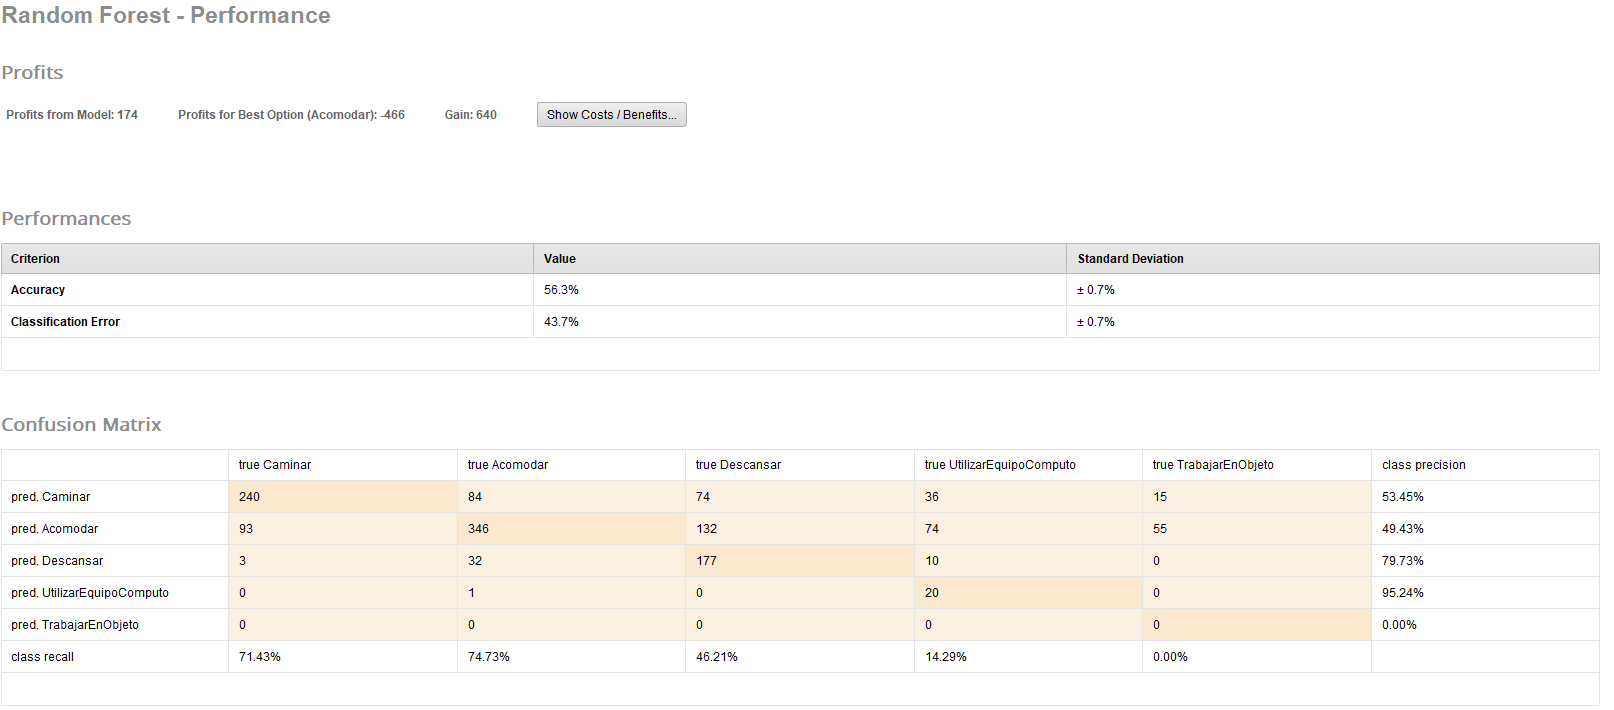 Random Forest - Performance
Profits
Profits from Model: 174 Profits for Best Option (Acomodar): -466 Gain: 640 Show Costs / Benefits...
Performances
Criterion Value Standard Deviation
Accuracy 56.3% ± 0.7%
Classification Error 43.7% ± 0.7%
Confusion Matrix
true Caminar true Acomodar true Descansar true UtilizarEquipoComputo true TrabajarEnObjeto class precision
pred. Caminar 240 84 74 36 15 53.45%
pred. Acomodar 93 346 132 74 55 49.43%
pred. Descansar 3 32 177 10 0 79.73%
pred. UtilizarEquipoComputo 0 1 0 20 0 95.24%
pred. TrabajarEnObjeto 0 0 0 0 0 0.00%
class recall 71.43% 74.73% 46.21% 14.29% 0.00%